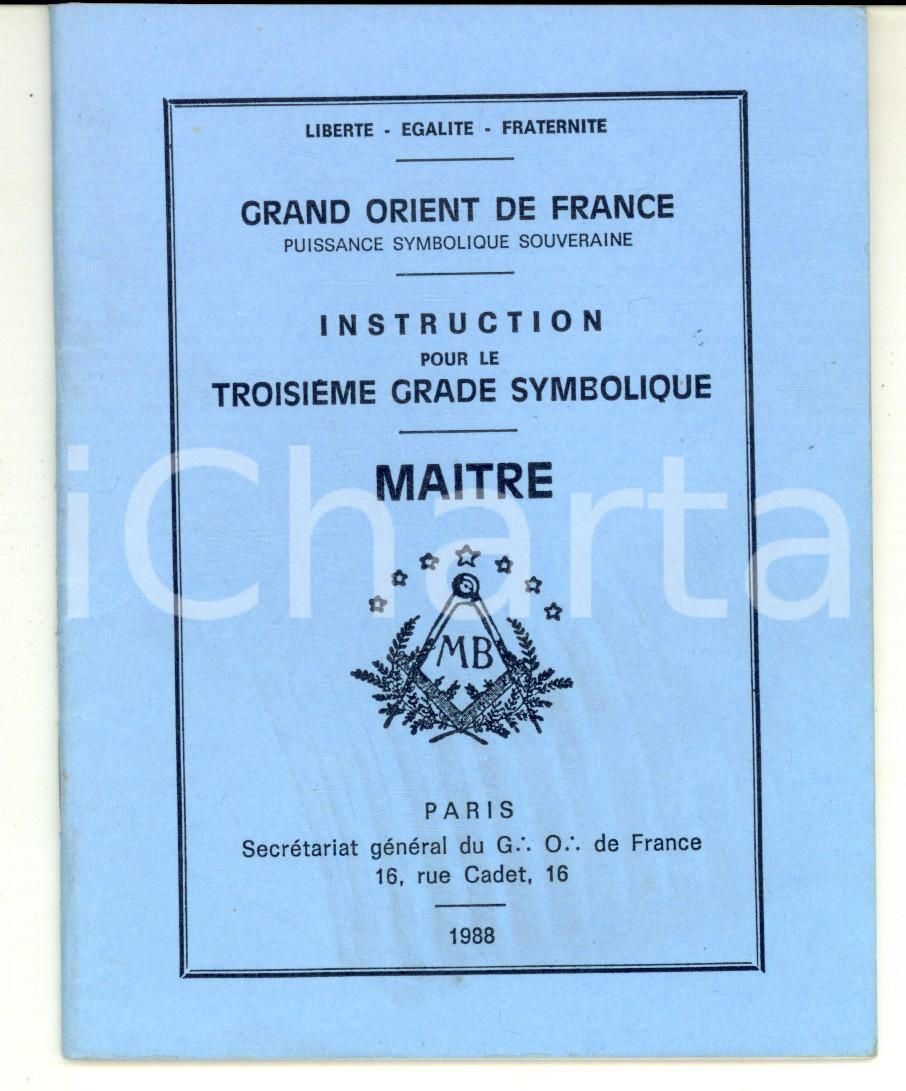 LIBERTE - EGALITE - FRATERNITE
GRAND ORIENT DE FRANCE
PUISSANCE SYMBOLIQUE SOUVERAINE
INSTRUCTION
POUR LE
TROISIÈME GRADE SYMBOLIQUE
MAITRE
iCharta
MB
PARIS
Secrétariat général du G∴ O∴ de France
16, rue Cadet, 16
1988